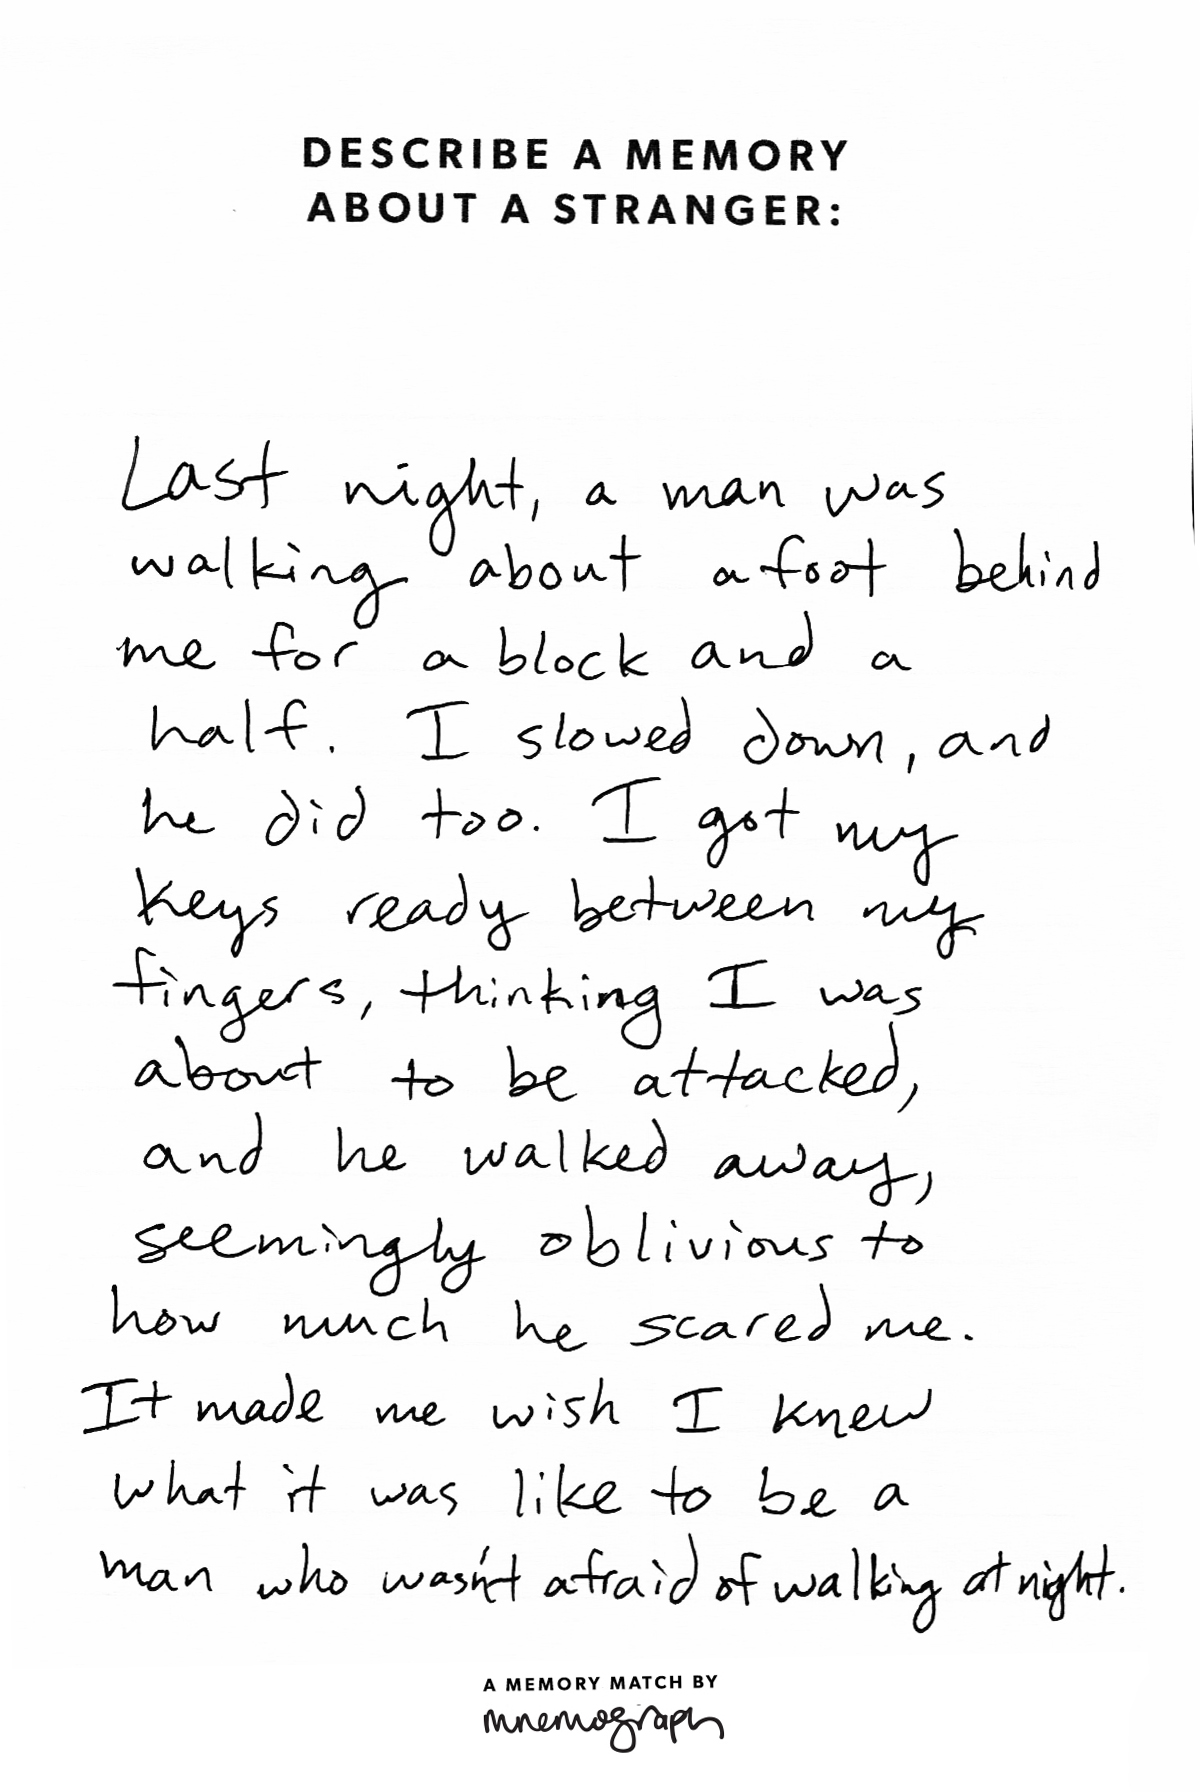 DESCRIBE A MEMORY
ABOUT A STRANGER:
Last night, a man was
walking about a foot behind
me for a block and a
half. I slowed down, and
he did too. I got my
keys ready between my
fingers, thinking I was
about to be attacked,
and he walked away,
seemingly oblivious to
how much he scared me.
It made me wish I knew
what it was like to be a
man who wasn't afraid of walking at night.
A MEMORY MATCH BY
mnemograph